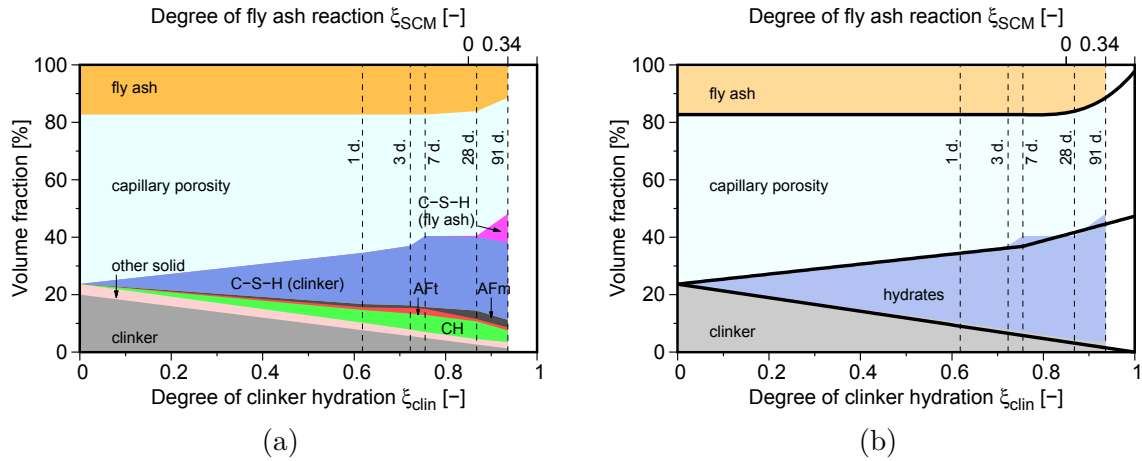 Degree of fly ash reaction ξSCM [−]
0 0.34
100
80
60
40
20
0
Volume fraction [%]
fly ash
1 d.
3 d.
7 d.
28 d.
91 d.
capillary porosity
C−S−H
(fly ash)
other solid
C−S−H (clinker)
AFt
AFm
CH
clinker
0 0.2 0.4 0.6 0.8 1
Degree of clinker hydration ξclin [−]
(a)
Degree of fly ash reaction ξSCM [−]
0 0.34
100
80
60
40
20
0
Volume fraction [%]
fly ash
1 d.
3 d.
7 d.
28 d.
91 d.
capillary porosity
hydrates
clinker
0 0.2 0.4 0.6 0.8 1
Degree of clinker hydration ξclin [−]
(b)